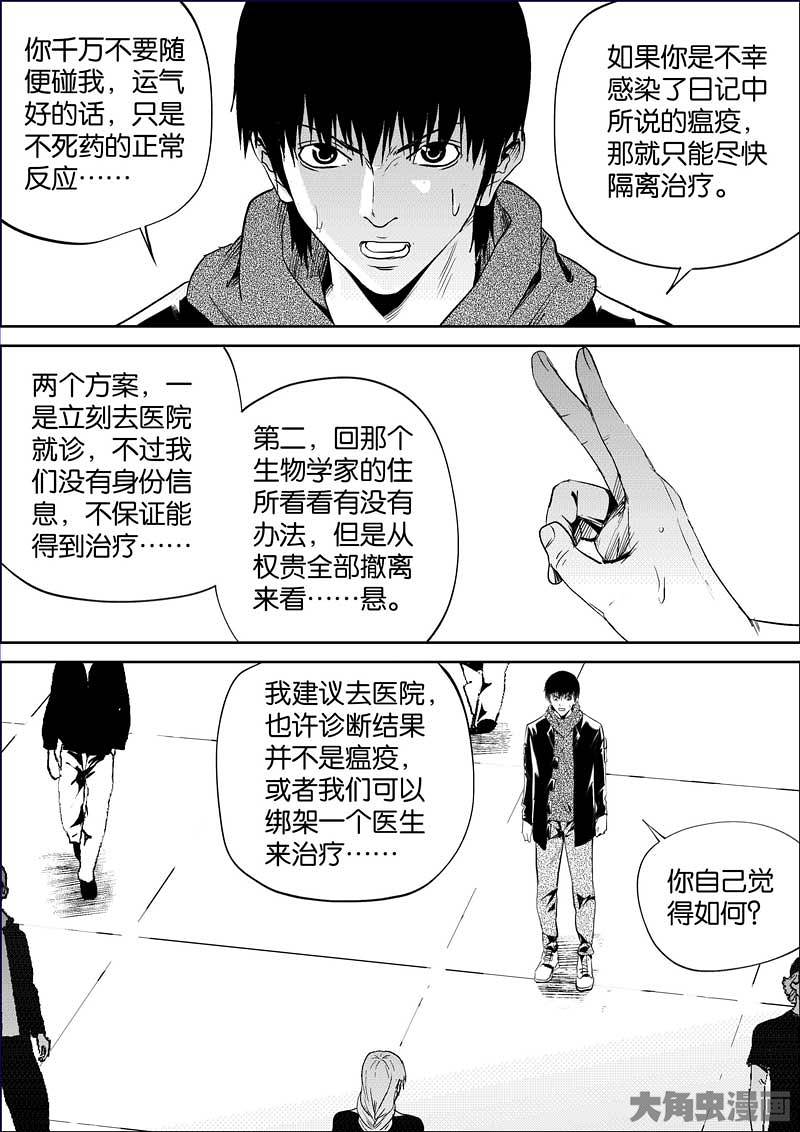 你千万不要随
便碰我，运气
好的话，只是
不死药的正常
反应……
如果你是不幸
感染了日记中
所说的瘟疫，
那就只能尽快
隔离治疗。
两个方案，一
是立刻去医院
就诊，不过我
们没有身份信
息，不保证能
得到治疗……
第二，回那个
生物学家的住
所看看有没有
办法，但是从
权贵全部撤离
来看……悬。
我建议去医院，
也许诊断结果
并不是瘟疫，
或者我们可以
绑架一个医生
来治疗……
你自己觉
得如何？
大角虫漫画